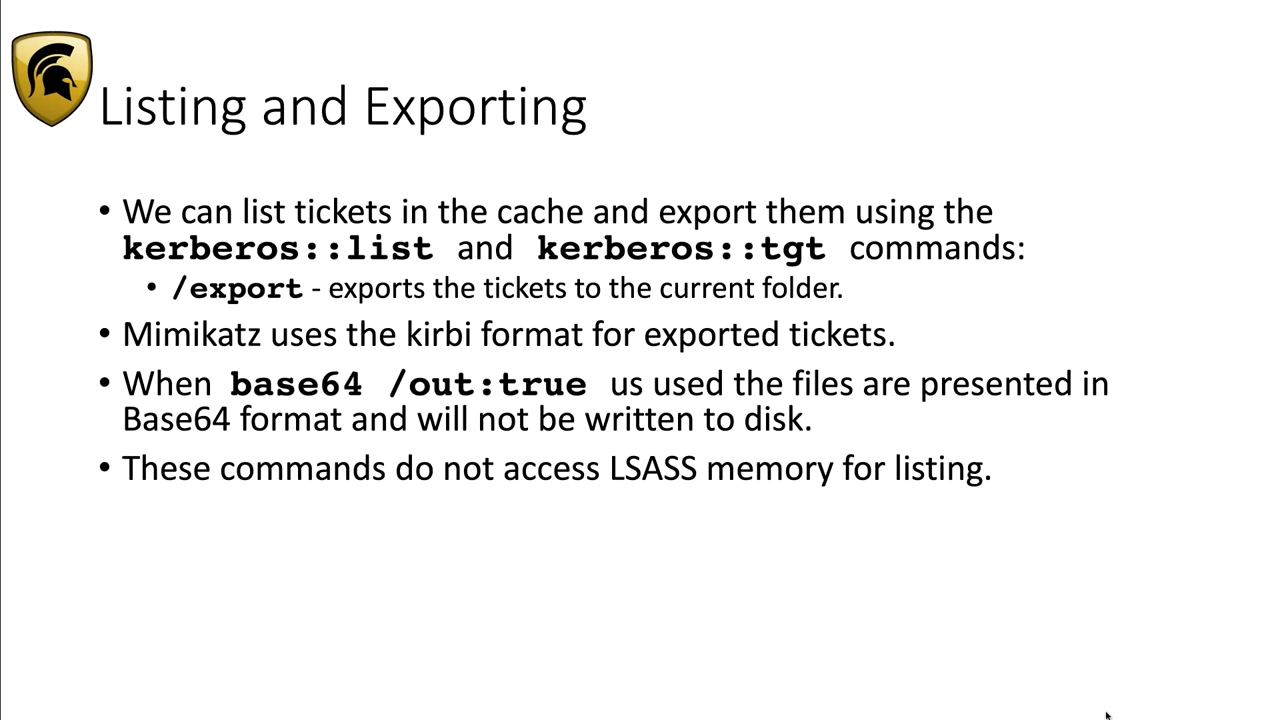 Listing and Exporting
• We can list tickets in the cache and export them using the
kerberos::list and kerberos::tgt commands:
• /export - exports the tickets to the current folder.
• Mimikatz uses the kirbi format for exported tickets.
• When base64 /out:true us used the files are presented in
Base64 format and will not be written to disk.
• These commands do not access LSASS memory for listing.